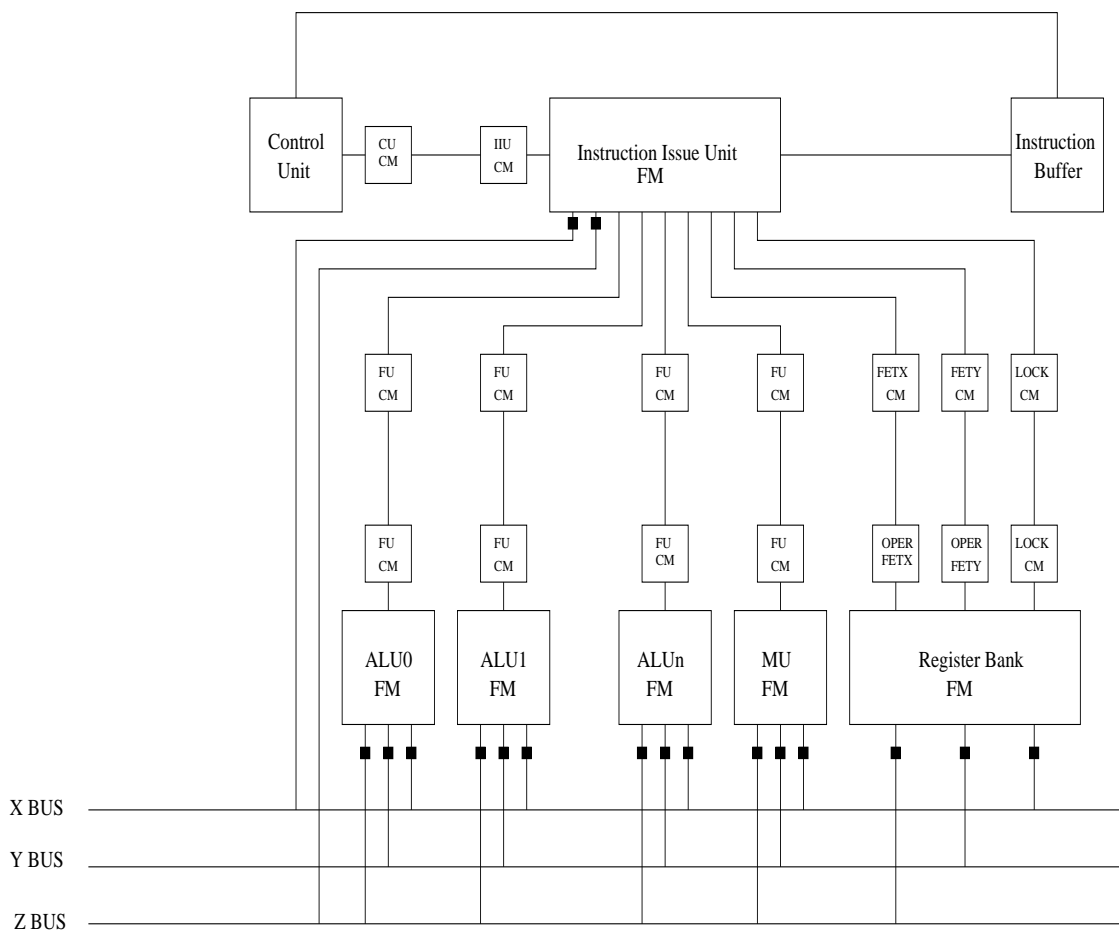 Control
Unit
CU
CM
IIU
CM
Instruction Issue Unit
FM
Instruction
Buffer
FU
CM
FU
CM
FU
CM
FU
CM
FETX
CM
FETY
CM
LOCK
CM
FU
CM
FU
CM
FU
CM
FU
CM
OPER
FETX
OPER
FETY
LOCK
CM
ALU0
FM
ALU1
FM
ALUn
FM
MU
FM
Register Bank
FM
X BUS
Y BUS
Z BUS